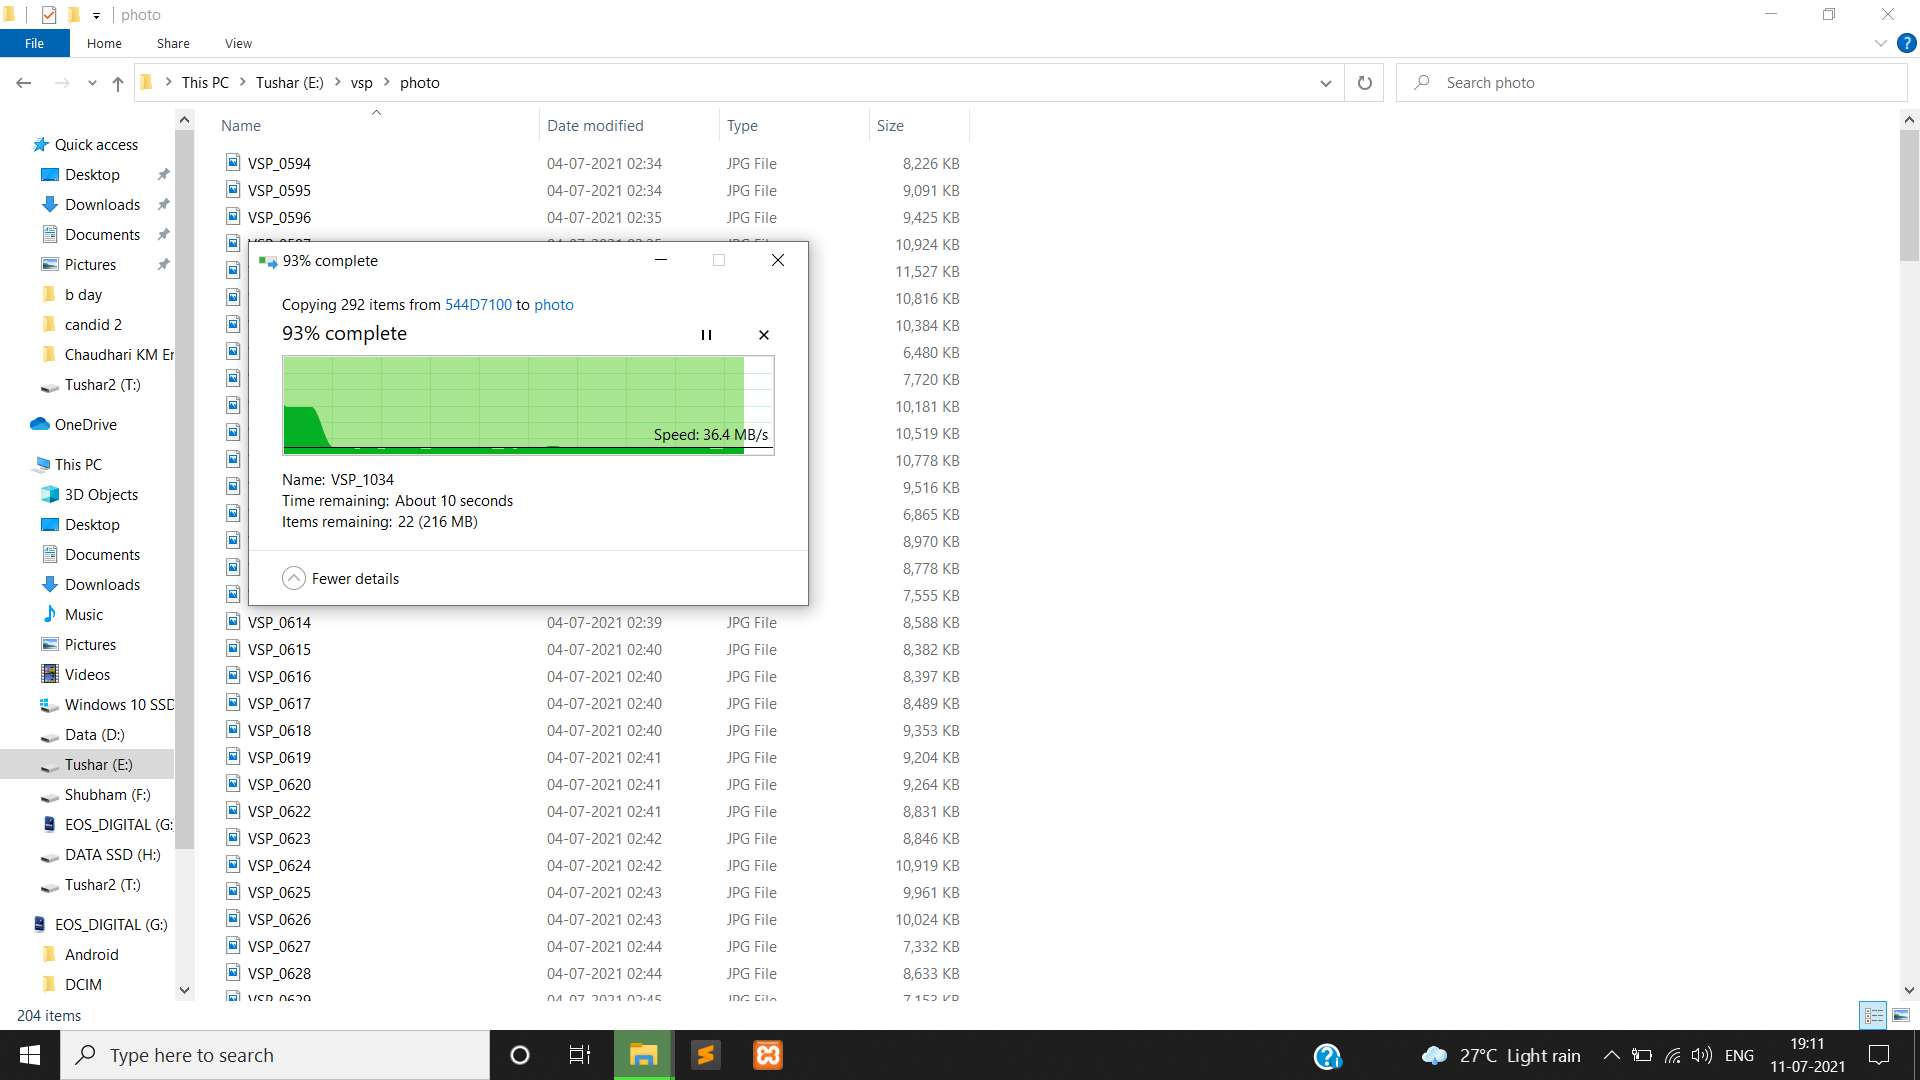 photo
File Home Share View
This PC Tushar (E:) vsp photo
Search photo
Name Date modified Type Size
Quick access
Desktop
Downloads
Documents
Pictures
b day
candid 2
Chaudhari KM Er
Tushar2 (T:)
OneDrive
This PC
3D Objects
Desktop
Documents
Downloads
Music
Pictures
Videos
Windows 10 SSD
Data (D:)
Tushar (E:)
Shubham (F:)
EOS_DIGITAL (G:
DATA SSD (H:)
Tushar2 (T:)
EOS_DIGITAL (G:)
Android
DCIM
VSP_0594 04-07-2021 02:34 JPG File 8,226 KB
VSP_0595 04-07-2021 02:34 JPG File 9,091 KB
VSP_0596 04-07-2021 02:35 JPG File 9,425 KB
10,924 KB
11,527 KB
10,816 KB
10,384 KB
6,480 KB
7,720 KB
10,181 KB
10,519 KB
10,778 KB
9,516 KB
6,865 KB
8,970 KB
8,778 KB
7,555 KB
93% complete
Copying 292 items from 544D7100 to photo
93% complete
Speed: 36.4 MB/s
Name: VSP_1034
Time remaining: About 10 seconds
Items remaining: 22 (216 MB)
Fewer details
VSP_0614 04-07-2021 02:39 JPG File 8,588 KB
VSP_0615 04-07-2021 02:40 JPG File 8,382 KB
VSP_0616 04-07-2021 02:40 JPG File 8,397 KB
VSP_0617 04-07-2021 02:40 JPG File 8,489 KB
VSP_0618 04-07-2021 02:40 JPG File 9,353 KB
VSP_0619 04-07-2021 02:41 JPG File 9,204 KB
VSP_0620 04-07-2021 02:41 JPG File 9,264 KB
VSP_0622 04-07-2021 02:41 JPG File 8,831 KB
VSP_0623 04-07-2021 02:42 JPG File 8,846 KB
VSP_0624 04-07-2021 02:42 JPG File 10,919 KB
VSP_0625 04-07-2021 02:43 JPG File 9,961 KB
VSP_0626 04-07-2021 02:43 JPG File 10,024 KB
VSP_0627 04-07-2021 02:44 JPG File 7,332 KB
VSP_0628 04-07-2021 02:44 JPG File 8,633 KB
VSP_0629 04-07-2021 02:45 JPG File 7,153 KB
204 items
Type here to search
27°C Light rain
ENG
19:11
11-07-2021